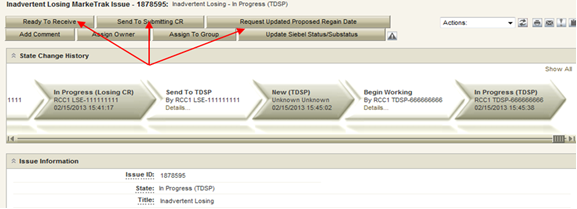 Inadvertent Losing MarkeTrak Issue - 1878595: Inadvertent Losing - In Progress (TDSP)
Ready To Receive Send To Submitting CR Request Updated Proposed Regain Date Actions:
Add Comment Assign Owner Assign To Group Update Siebel Status/Substatus
State Change History
Show All
In Progress (Losing CR) Send To TDSP New (TDSP) Begin Working In Progress (TDSP)
1111 RCC1 LSE-111111111 By RCC1 LSE-111111111 Unknown Unknown By RCC1 TDSP-666666666 RCC1 TDSP-666666666
02/15/2013 15:41:17 Details... 02/15/2013 15:45:02 Details... 02/15/2013 15:45:38
Issue Information
Issue ID: 1878595
State: In Progress (TDSP)
Title: Inadvertent Losing